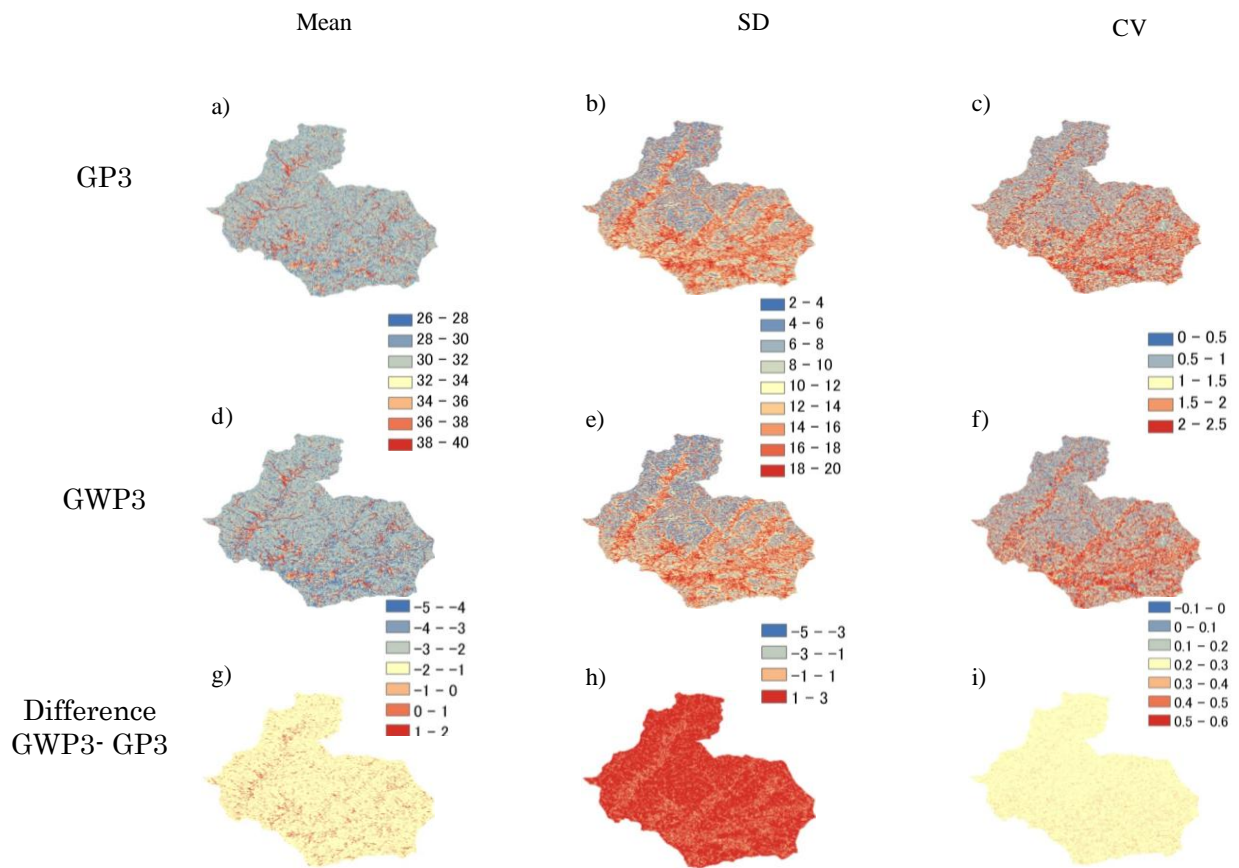 Mean SD CV
a) b) c)
GP3
26 - 28
28 - 30
30 - 32
32 - 34
34 - 36
36 - 38
38 - 40
2 - 4
4 - 6
6 - 8
8 - 10
10 - 12
12 - 14
14 - 16
16 - 18
18 - 20
0 - 0.5
0.5 - 1
1 - 1.5
1.5 - 2
2 - 2.5
d) e) f)
GWP3
-5 - -4
-4 - -3
-3 - -2
-2 - -1
-1 - 0
0 - 1
1 - 2
-5 - -3
-3 - -1
-1 - 1
1 - 3
-0.1 - 0
0 - 0.1
0.1 - 0.2
0.2 - 0.3
0.3 - 0.4
0.4 - 0.5
0.5 - 0.6
g) h) i)
Difference
GWP3- GP3